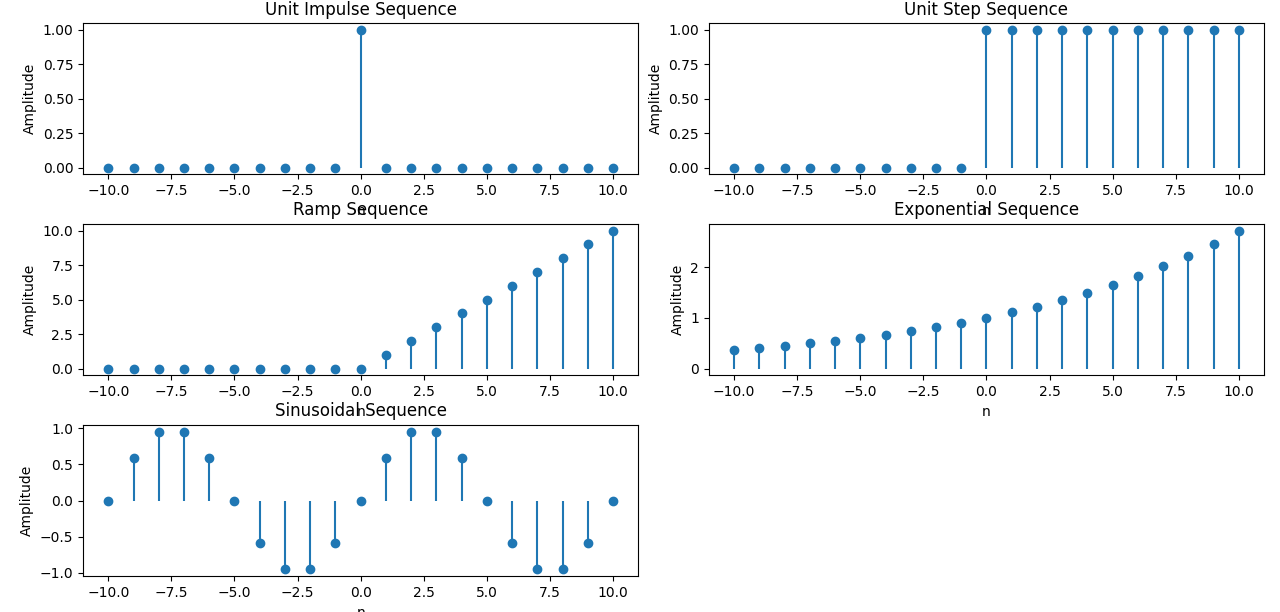 Unit Impulse Sequence
Amplitude
1.00
0.75
0.50
0.25
0.00
−10.0 −7.5 −5.0 −2.5 0.0 2.5 5.0 7.5 10.0
n
Unit Step Sequence
Amplitude
1.00
0.75
0.50
0.25
0.00
−10.0 −7.5 −5.0 −2.5 0.0 2.5 5.0 7.5 10.0
n
Ramp Sequence
Amplitude
10.0
7.5
5.0
2.5
0.0
−10.0 −7.5 −5.0 −2.5 0.0 2.5 5.0 7.5 10.0
n
Exponential Sequence
Amplitude
2
1
0
−10.0 −7.5 −5.0 −2.5 0.0 2.5 5.0 7.5 10.0
n
Sinusoidal Sequence
Amplitude
1.0
0.5
0.0
−0.5
−1.0
−10.0 −7.5 −5.0 −2.5 0.0 2.5 5.0 7.5 10.0
n